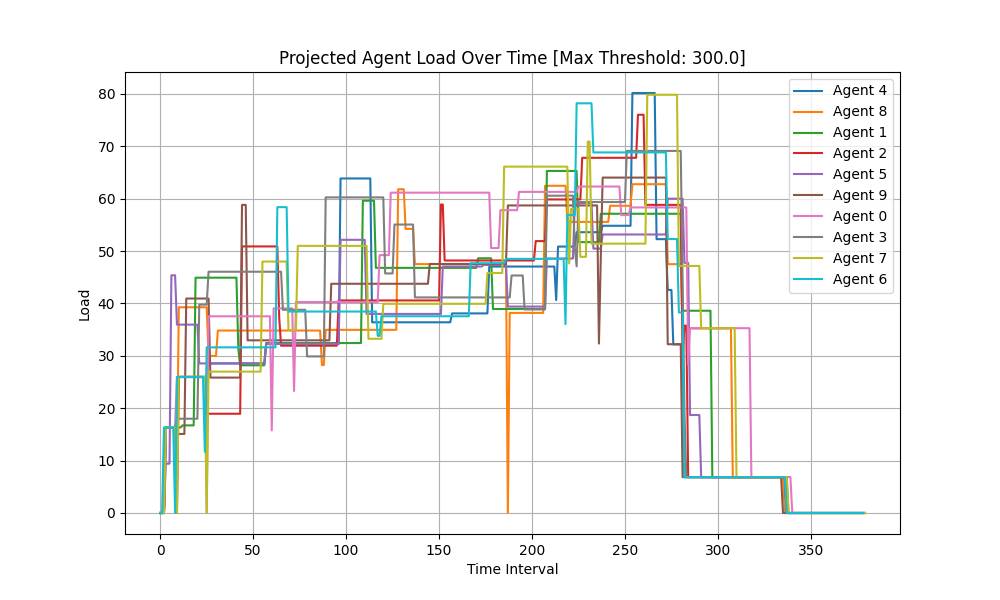 Projected Agent Load Over Time [Max Threshold: 300.0]
Load
80
70
60
50
40
30
20
10
0
0 50 100 150 200 250 300 350
Time Interval
Agent 4
Agent 8
Agent 1
Agent 2
Agent 5
Agent 9
Agent 0
Agent 3
Agent 7
Agent 6